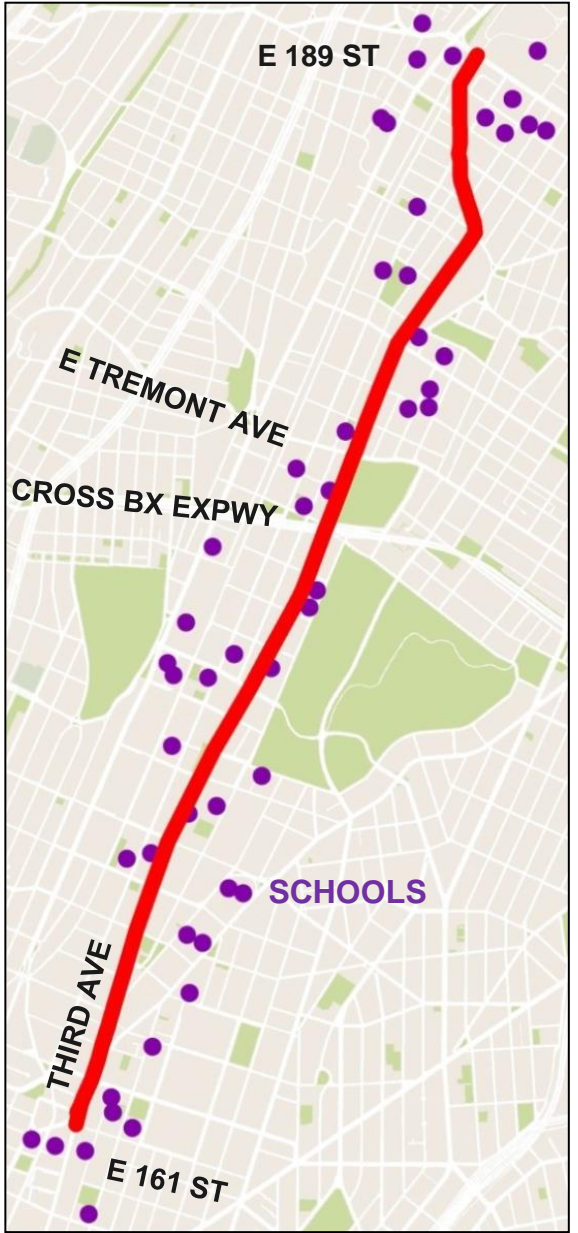 E 189 ST
E TREMONT AVE
CROSS BX EXPWY
SCHOOLS
THIRD AVE
E 161 ST